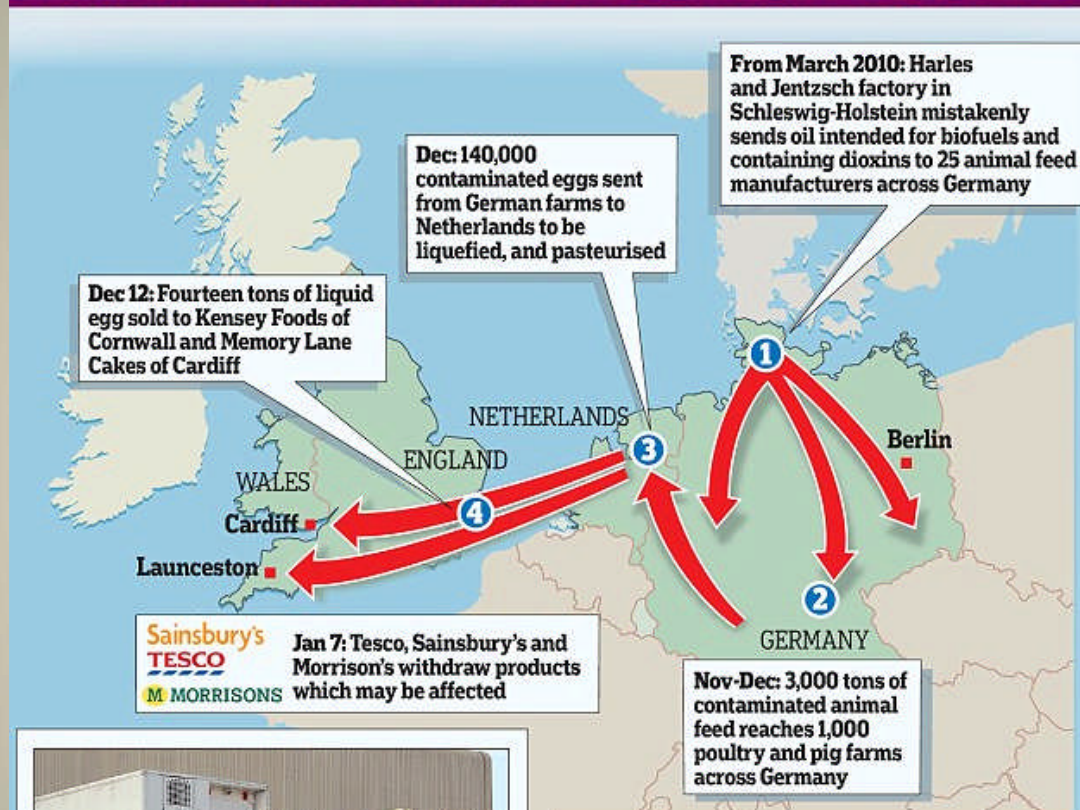 From March 2010: Harles
and Jentzsch factory in
Schleswig-Holstein mistakenly
sends oil intended for biofuels and
containing dioxins to 25 animal feed
manufacturers across Germany
Dec: 140,000
contaminated eggs sent
from German farms to
Netherlands to be
liquefied, and pasteurised
Dec 12: Fourteen tons of liquid
egg sold to Kensey Foods of
Cornwall and Memory Lane
Cakes of Cardiff
1
NETHERLANDS
3
Berlin
ENGLAND
WALES
4
Cardiff
Launceston
2
GERMANY
Sainsbury's
TESCO
M MORRISONS
Jan 7: Tesco, Sainsbury's and
Morrison's withdraw products
which may be affected
Nov-Dec: 3,000 tons of
contaminated animal
feed reaches 1,000
poultry and pig farms
across Germany